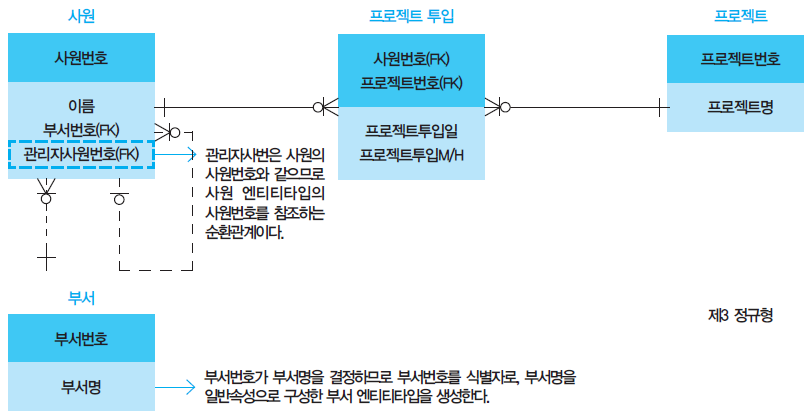 사원
프로젝트 투입
프로젝트
사원번호
사원번호(FK)
프로젝트번호(FK)
프로젝트번호
이름
부서번호(FK)
관리자사원번호(FK)
프로젝트투입일
프로젝트투입M/H
프로젝트명
관리자사번은 사원의
사원번호와 같으므로
사원 엔티티타입의
사원번호를 참조하는
순환관계이다.
부서
제3 정규형
부서번호
부서명
부서번호가 부서명을 결정하므로 부서번호를 식별자로, 부서명을
일반속성으로 구성한 부서 엔티티타입을 생성한다.